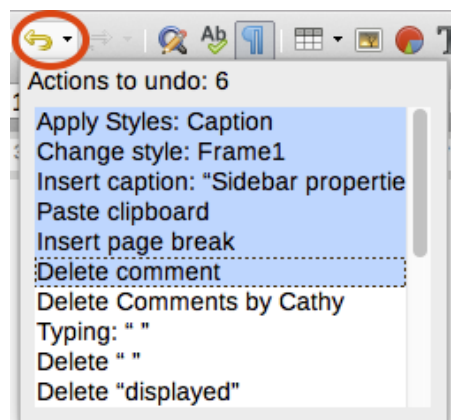 Ab
Actions to undo: 6
Apply Styles: Caption
Change style: Frame1
Insert caption: “Sidebar propertie
Paste clipboard
Insert page break
Delete comment
Delete Comments by Cathy
Typing: “ ”
Delete “ ”
Delete “displayed”